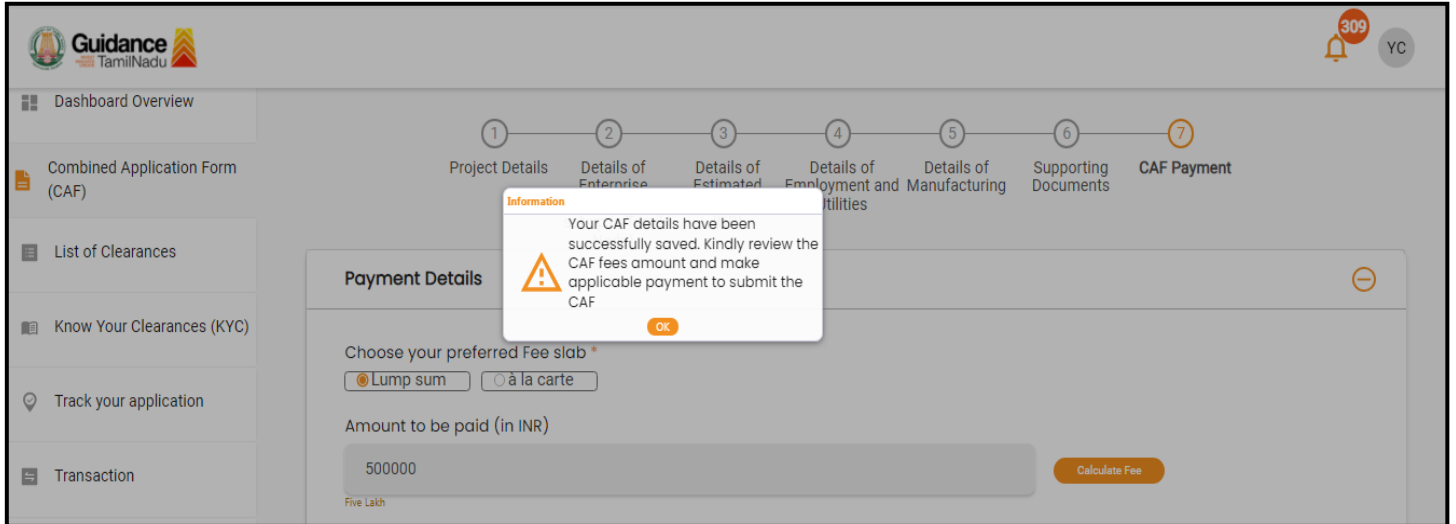 Guidance
TamilNadu
309
YC
Dashboard Overview
Combined Application Form
(CAF)
List of Clearances
Know Your Clearances (KYC)
Track your application
Transaction
1
2
3
4
5
6
7
Project Details
Details of
Enterprise
Details of
Estimated
Details of
Employment and
Utilities
Details of
Manufacturing
Supporting
Documents
CAF Payment
Information
Your CAF details have been
successfully saved. Kindly review the
CAF fees amount and make
applicable payment to submit the
CAF
OK
Payment Details
Choose your preferred Fee slab *
Lump sum
à la carte
Amount to be paid (in INR)
500000
Calculate Fee
Five Lakh